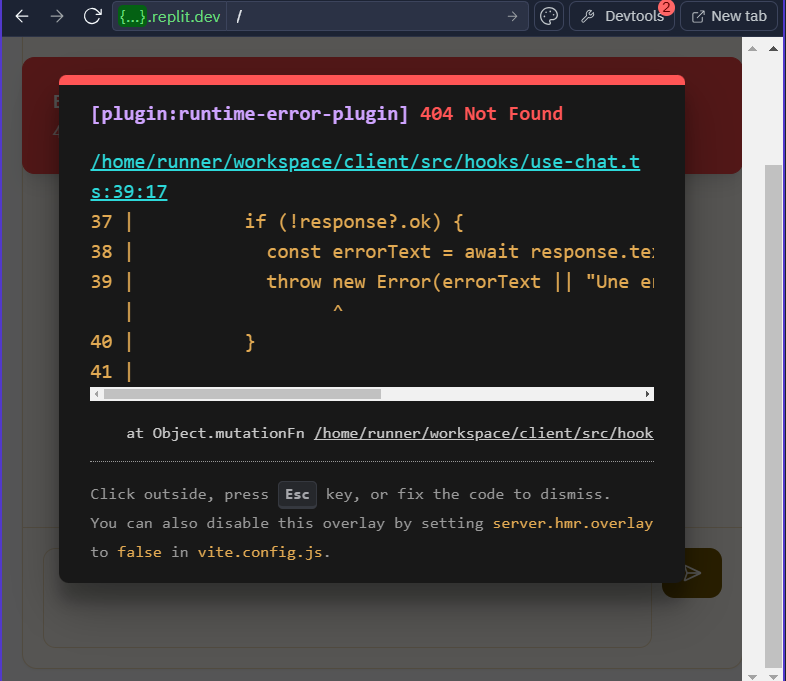 {...}.replit.dev /
Devtools 2
New tab
[plugin:runtime-error-plugin] 404 Not Found
/home/runner/workspace/client/src/hooks/use-chat.t
s:39:17
37 | if (!response?.ok) {
38 | const errorText = await response.tex
39 | throw new Error(errorText || "Une er
| ^
40 | }
41 |
at Object.mutationFn /home/runner/workspace/client/src/hook
Click outside, press Esc key, or fix the code to dismiss.
You can also disable this overlay by setting server.hmr.overlay
to false in vite.config.js.